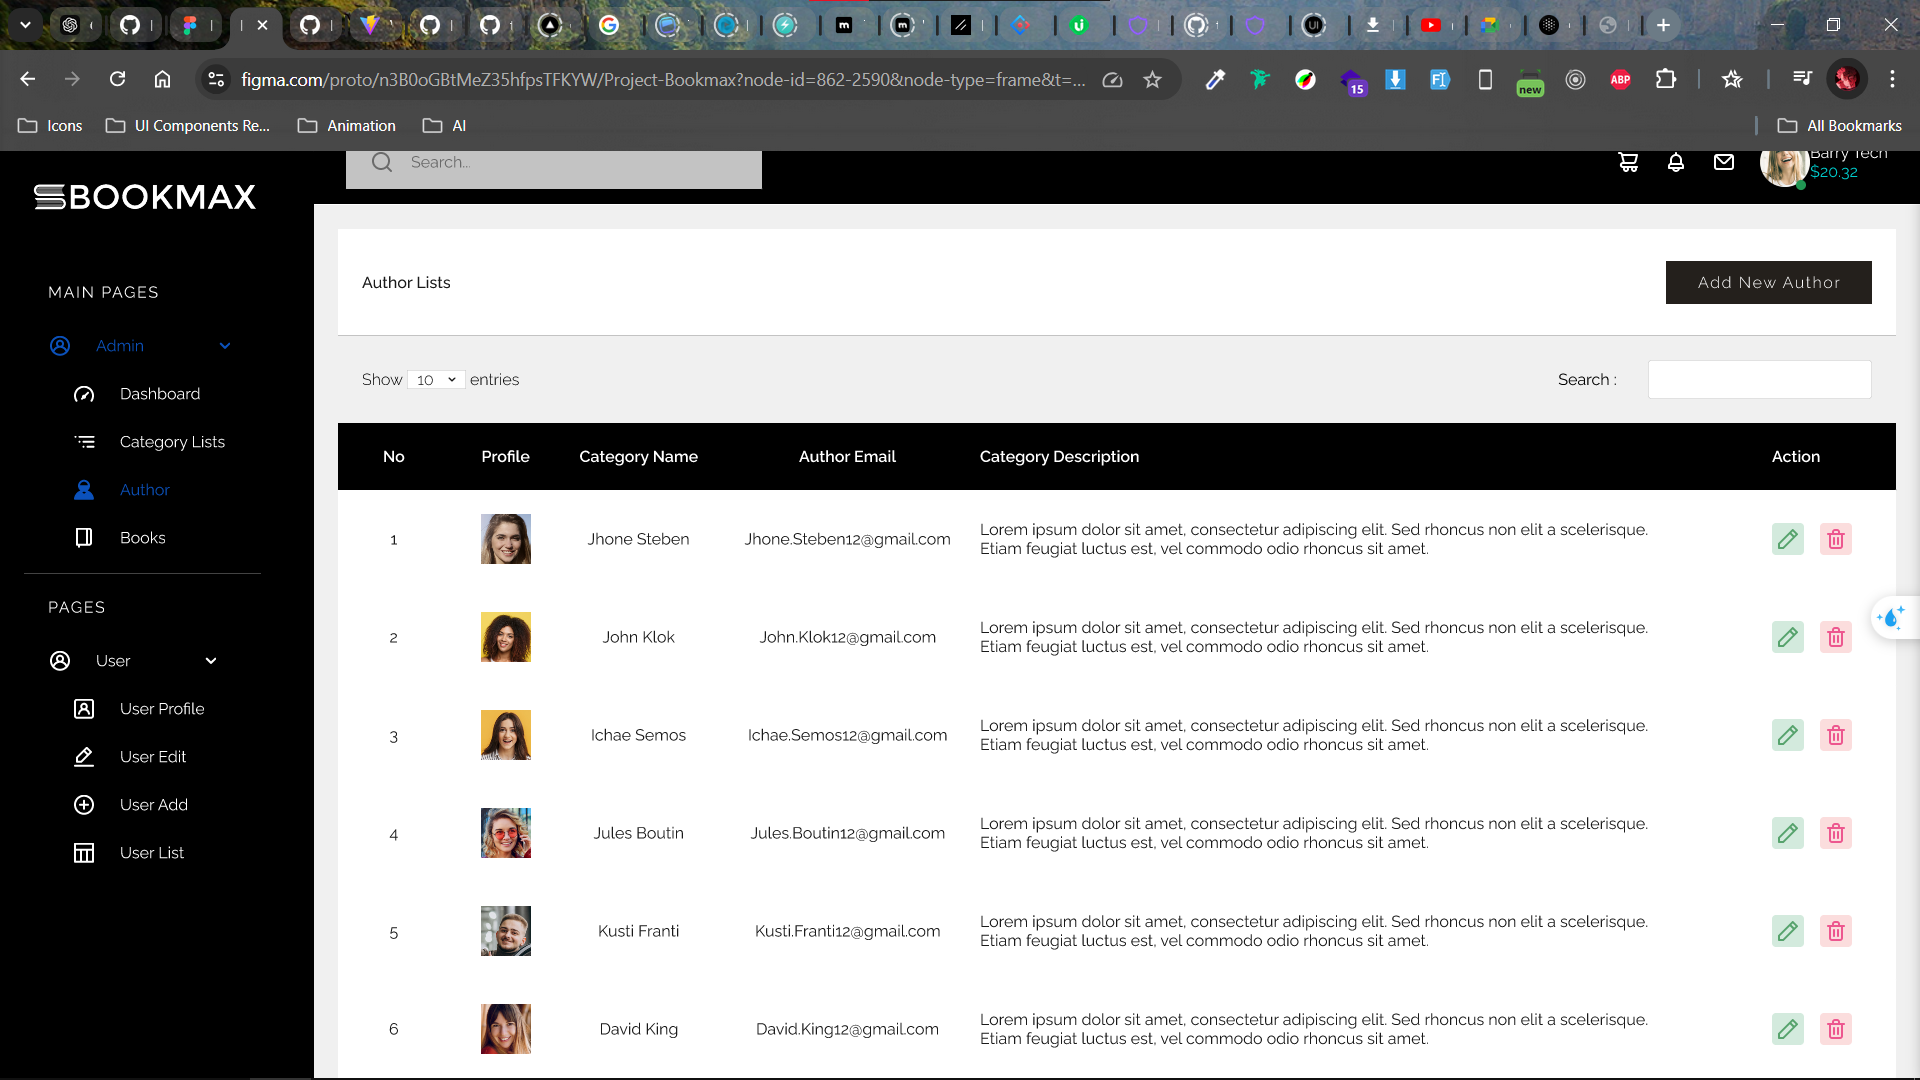 figma.com/proto/n3B0oGBtMeZ35hfpsTFKYW/Project-Bookmax?node-id=862-2590&node-type=frame&t=...
15
new
ABP
Icons
UI Components Re...
Animation
AI
All Bookmarks
BOOKMAX
Search...
Barry Tech
$20.32
MAIN PAGES
Admin
Dashboard
Category Lists
Author
Books
PAGES
User
User Profile
User Edit
User Add
User List
Author Lists
Add New Author
Show 10 entries
Search :
No Profile Category Name Author Email Category Description Action
1 Jhone Steben Jhone.Steben12@gmail.com Lorem ipsum dolor sit amet, consectetur adipiscing elit. Sed rhoncus non elit a scelerisque.
Etiam feugiat luctus est, vel commodo odio rhoncus sit amet.
2 John Klok John.Klok12@gmail.com Lorem ipsum dolor sit amet, consectetur adipiscing elit. Sed rhoncus non elit a scelerisque.
Etiam feugiat luctus est, vel commodo odio rhoncus sit amet.
3 Ichae Semos Ichae.Semos12@gmail.com Lorem ipsum dolor sit amet, consectetur adipiscing elit. Sed rhoncus non elit a scelerisque.
Etiam feugiat luctus est, vel commodo odio rhoncus sit amet.
4 Jules Boutin Jules.Boutin12@gmail.com Lorem ipsum dolor sit amet, consectetur adipiscing elit. Sed rhoncus non elit a scelerisque.
Etiam feugiat luctus est, vel commodo odio rhoncus sit amet.
5 Kusti Franti Kusti.Franti12@gmail.com Lorem ipsum dolor sit amet, consectetur adipiscing elit. Sed rhoncus non elit a scelerisque.
Etiam feugiat luctus est, vel commodo odio rhoncus sit amet.
6 David King David.King12@gmail.com Lorem ipsum dolor sit amet, consectetur adipiscing elit. Sed rhoncus non elit a scelerisque.
Etiam feugiat luctus est, vel commodo odio rhoncus sit amet.